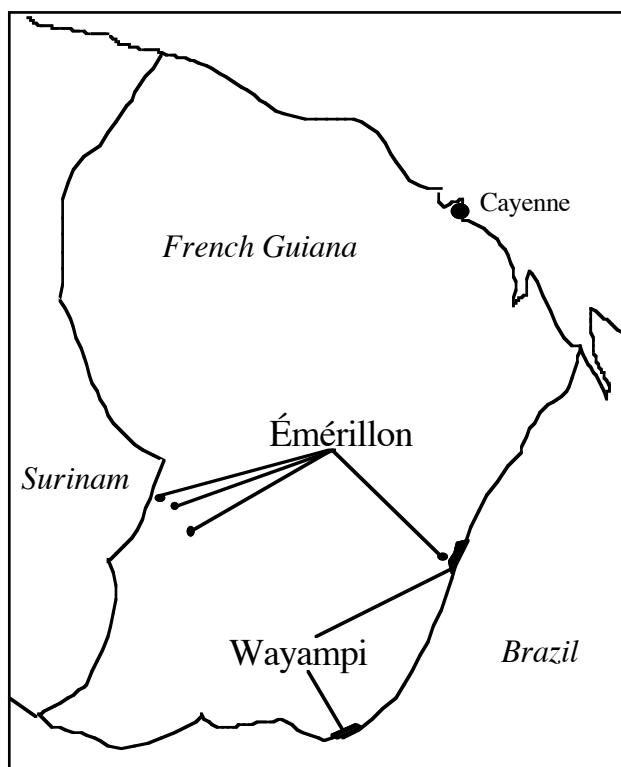 Cayenne
French Guiana
Émérillon
Surinam
Wayampi
Brazil